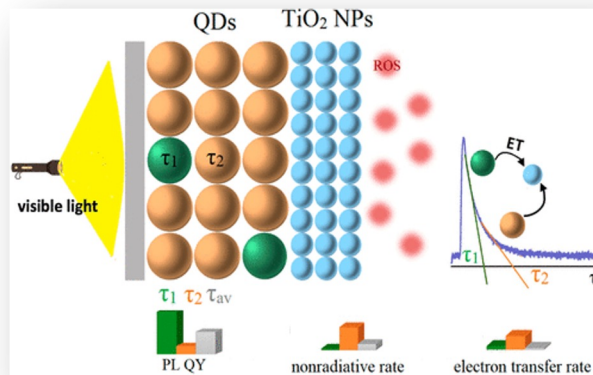 QDs TiO₂ NPs
ROS
τ₁ τ₂
ET
visible light
τ₁
τ₂
τ₁ τ₂ τav
PL QY
nonradiative rate
electron transfer rate